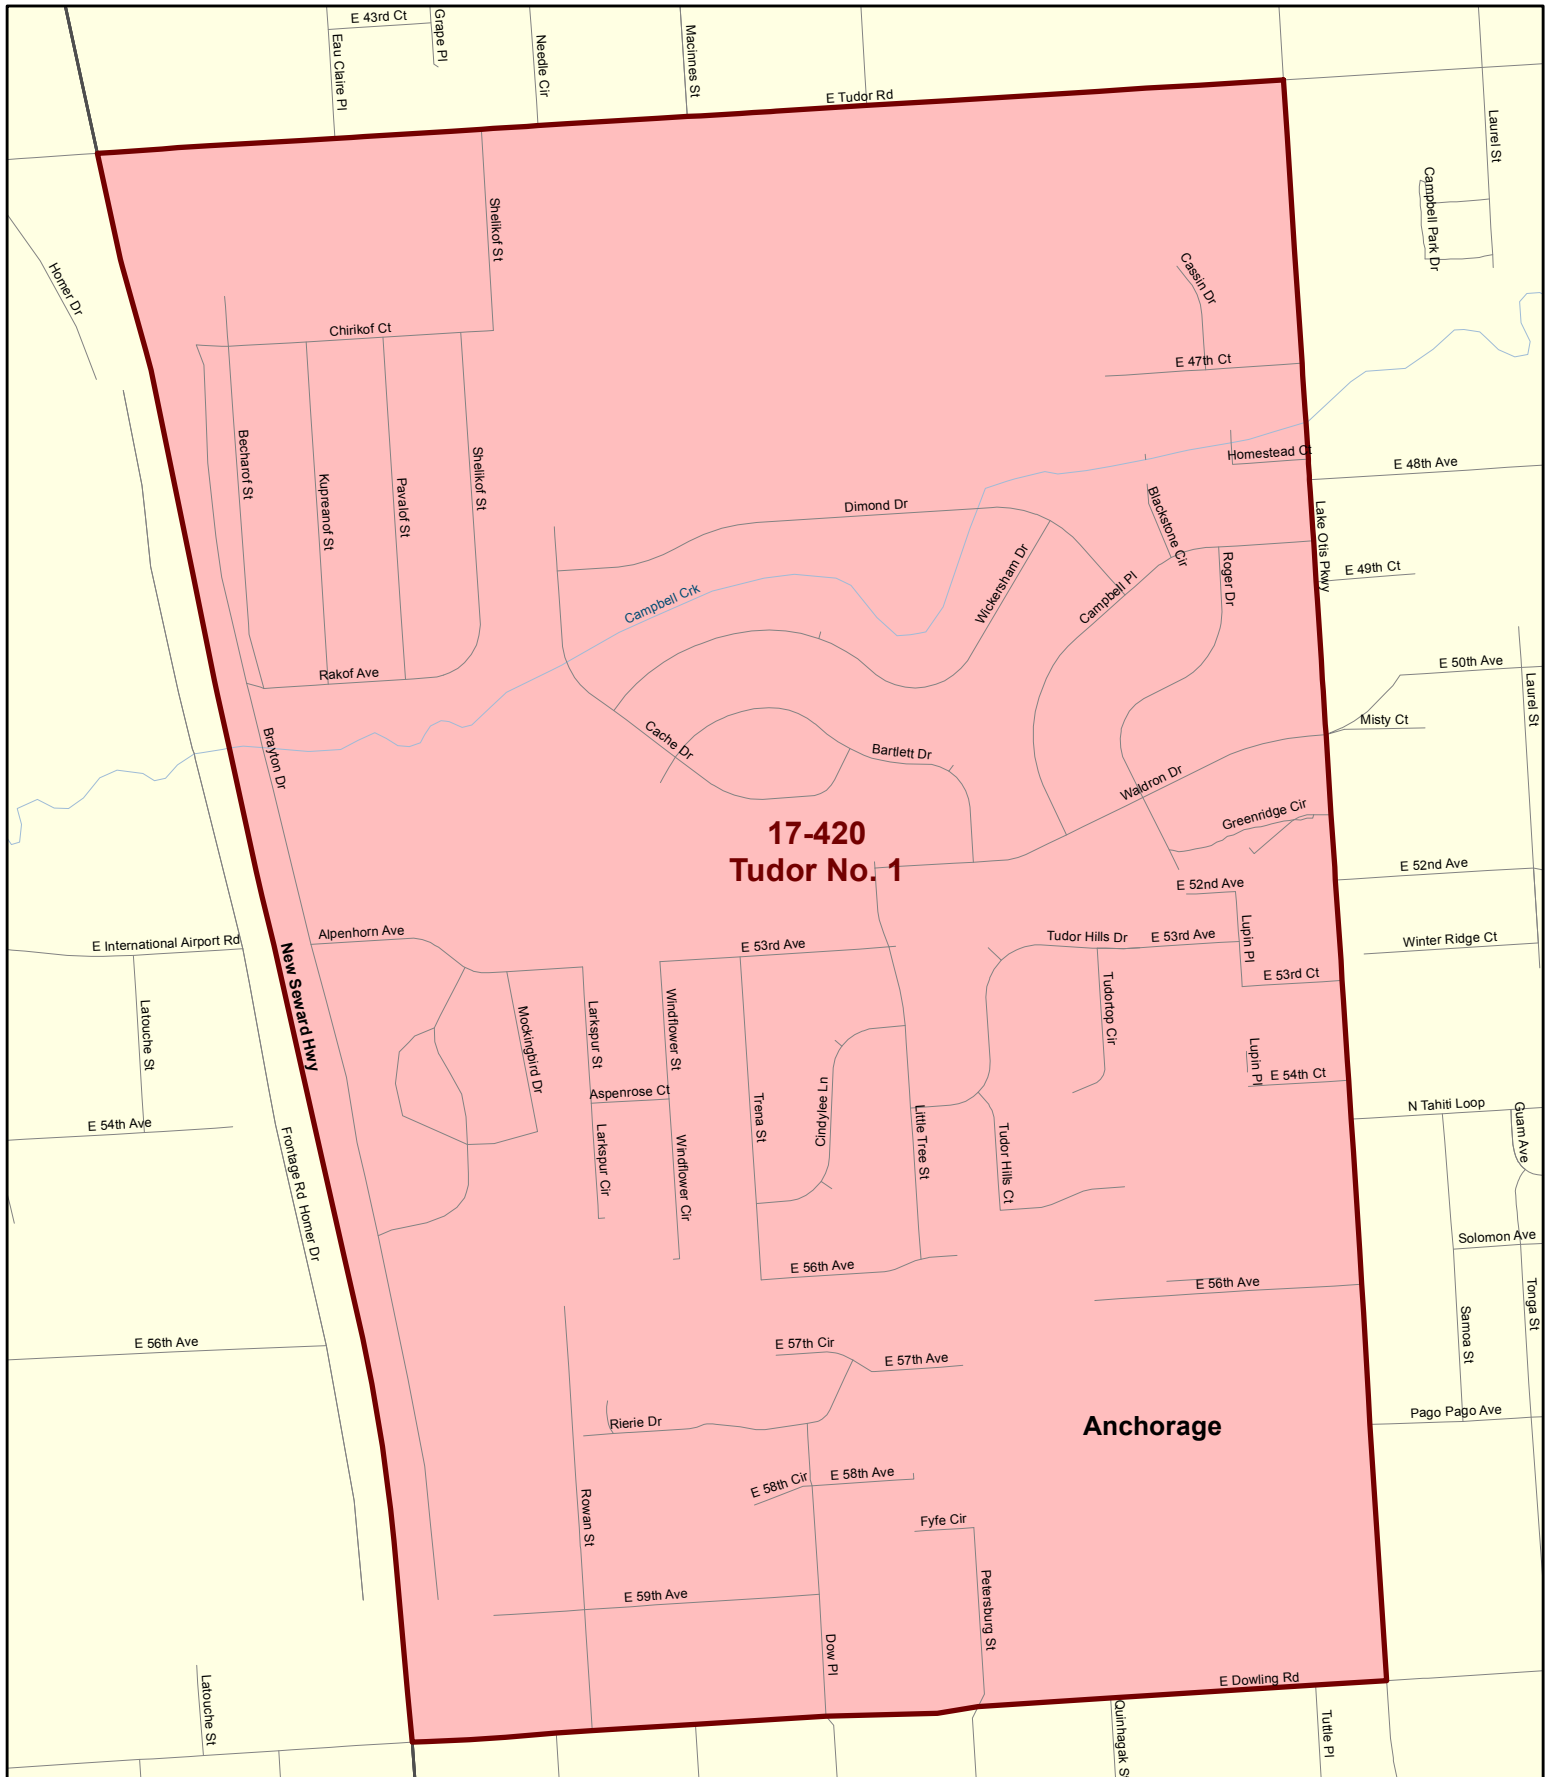 E 43rd Ct
Grape Pl
Eau Claire Pl
Needle Cir
Macinnes St
E Tudor Rd
Laurel St
Campbell Park Dr
Homer Dr
Shelikof St
Cassin Dr
Chirikof Ct
E 47th Ct
Becharof St
Kupreanof St
Pavalof St
Shelikof St
Homestead Ct
E 48th Ave
Dimond Dr
Blackstone Cir
Lake Otis Pkwy
Wickersham Dr
Campbell Pl
Roger Dr
E 49th Ct
Campbell Crk
Rakof Ave
E 50th Ave
Laurel St
Misty Ct
Brayton Dr
Cache Dr
Bartlett Dr
Waldron Dr
Greenridge Cir
17-420
Tudor No. 1
E 52nd Ave
E 52nd Ave
Alpenhorn Ave
E International Airport Rd
New Seward Hwy
E 53rd Ave
Tudor Hills Dr
E 53rd Ave
Lupin Pl
Winter Ridge Ct
E 53rd Ct
Latouche St
Mockingbird Dr
Larkspur St
Windflower St
Tudortop Cir
Lupin Pl
E 54th Ct
Aspenrose Ct
Trena St
Cindylee Ln
Little Tree St
Tudor Hills Ct
N Tahiti Loop
Guam Ave
E 54th Ave
Frontage Rd Homer Dr
Larkspur Cir
Windflower Cir
Solomon Ave
E 56th Ave
E 56th Ave
Tonga St
Samoa St
E 56th Ave
E 57th Cir
E 57th Ave
Rierie Dr
Anchorage
Pago Pago Ave
E 58th Cir
E 58th Ave
Rowan St
Fyfe Cir
E 59th Ave
Petersburg St
Dow Pl
E Dowling Rd
Latouche St
Quinhagak S
Tuttle Pl